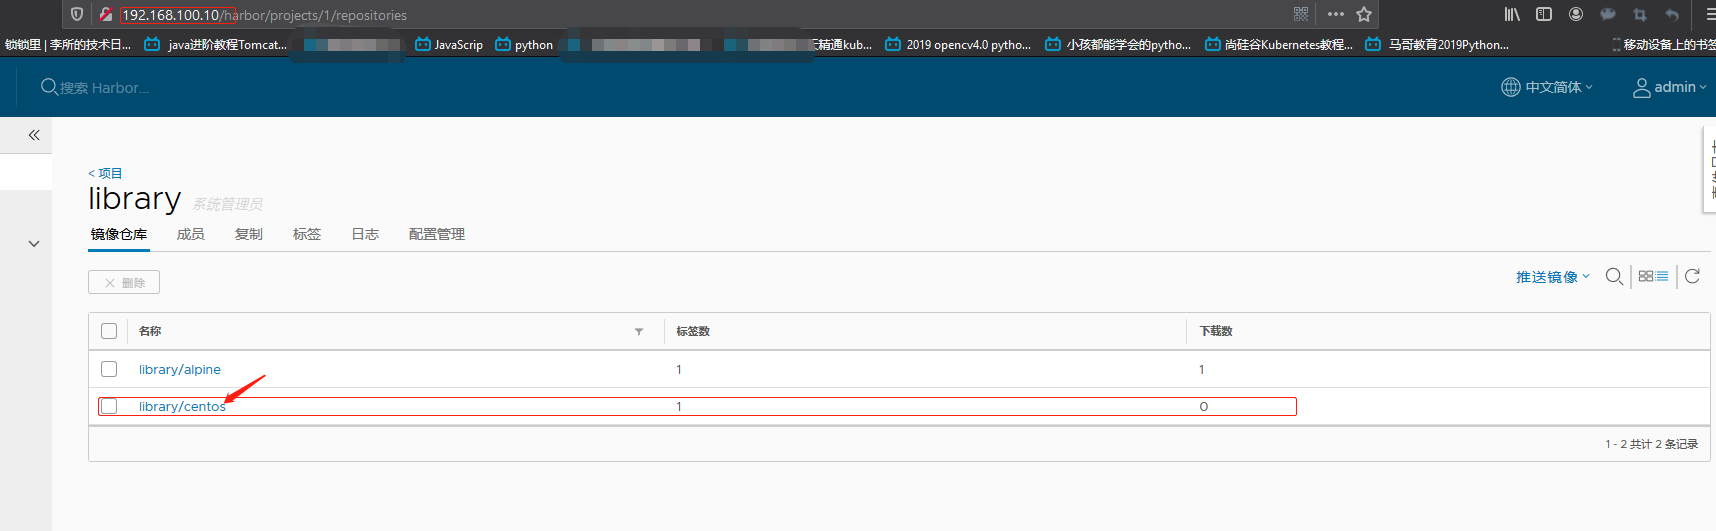 192.168.100.10/harbor/projects/1/repositories
锁锁里 | 李所的技术日... java进阶教程Tomcat... JavaScrip python 精通kub... 2019 opencv4.0 pytho... 小孩都能学会的pytho... 尚硅谷Kubernetes教程... 马哥教育2019Python... 移动设备上的书签
搜索 Harbor... 中文简体 admin
< 项目
library 系统管理员
镜像仓库 成员 复制 标签 日志 配置管理
× 删除 推送镜像
名称 标签数 下载数
library/alpine 1 1
library/centos 1 0
1 - 2 共计 2 条记录